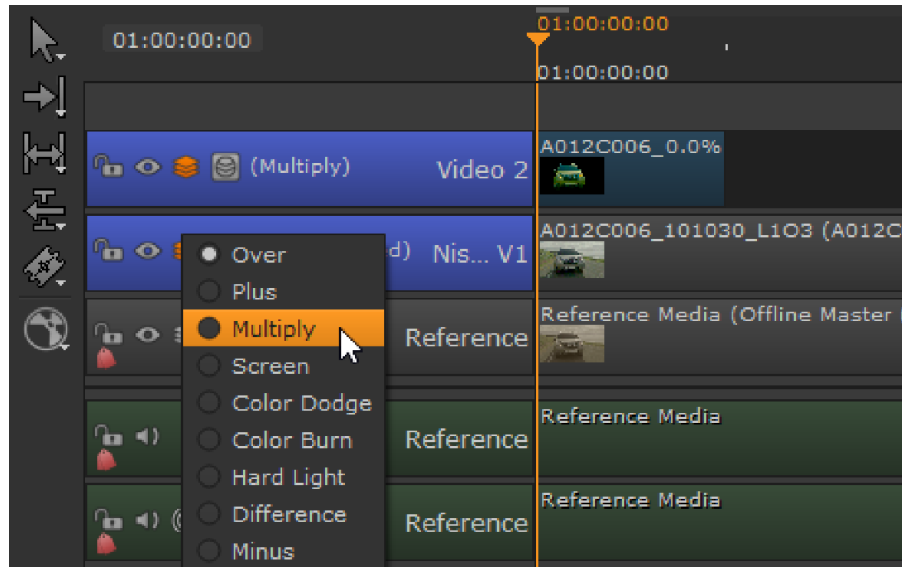 01:00:00:00
01:00:00:00
01:00:00:00
(Multiply) Video 2
A012C006_0.0%
d) Nis... V1
A012C006_101030_L1O3 (A012C
Over
Plus
Multiply
Screen
Color Dodge
Color Burn
Hard Light
Difference
Minus
Reference
Reference Media (Offline Master
Reference
Reference Media
Reference
Reference Media